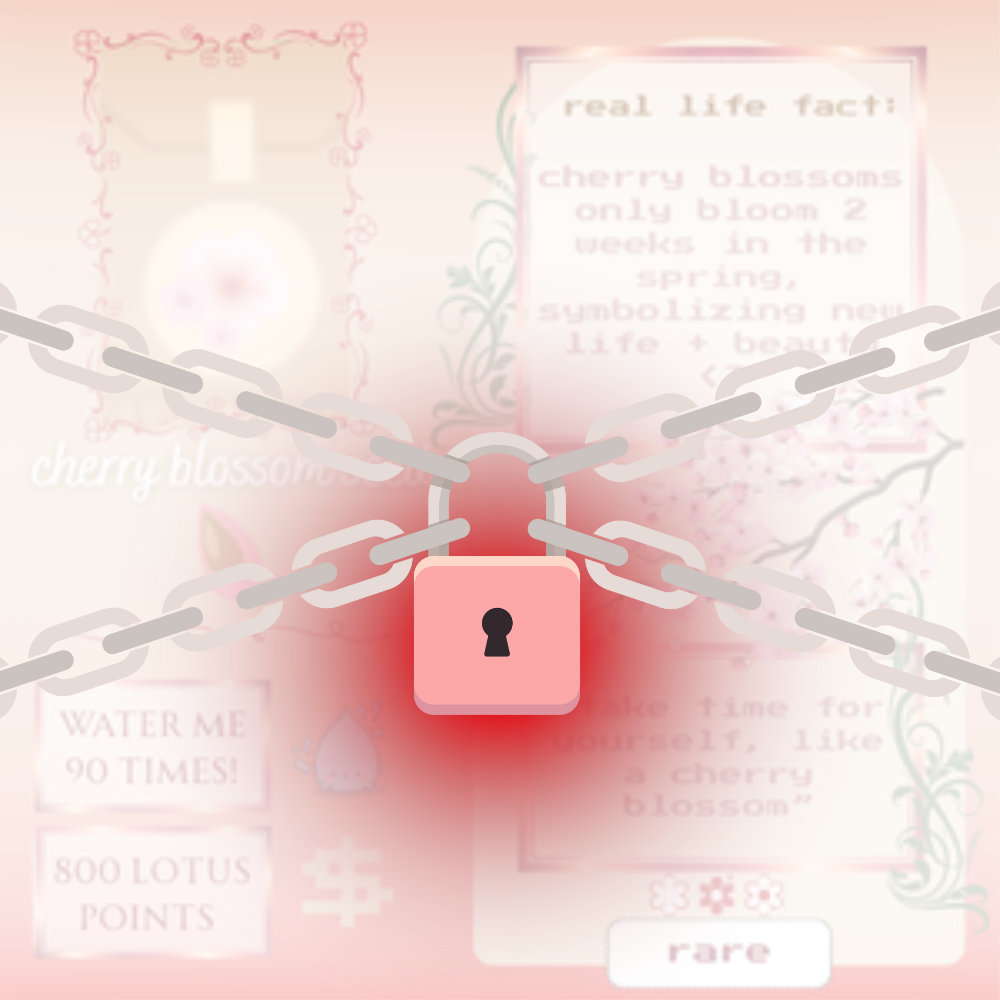 real life fact:
cherry blossoms
only bloom 2
weeks in the
spring,
symbolizing new
life + beauty
cherry blossom
WATER ME
90 TIMES!
800 LOTUS
POINTS
take time for
yourself, like
a cherry
blossom”
rare